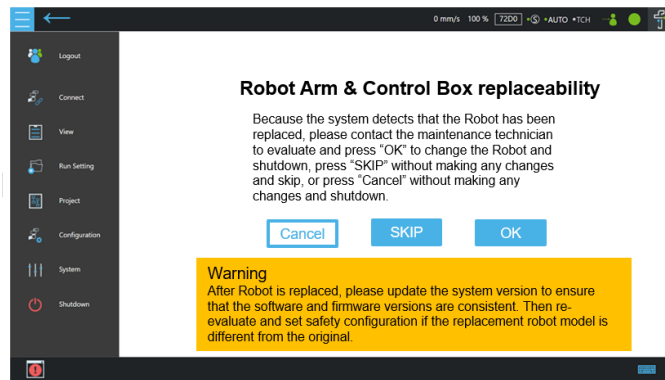 0 mm/s 100 % 72D0 •Ⓢ •AUTO •TCH
Logout
Connect
View
Run Setting
Project
Configuration
System
Shutdown
Robot Arm & Control Box replaceability
Because the system detects that the Robot has been
replaced, please contact the maintenance technician
to evaluate and press “OK” to change the Robot and
shutdown, press “SKIP” without making any changes
and skip, or press “Cancel” without making any
changes and shutdown.
Cancel SKIP OK
Warning
After Robot is replaced, please update the system version to ensure
that the software and firmware versions are consistent. Then re-
evaluate and set safety configuration if the replacement robot model is
different from the original.